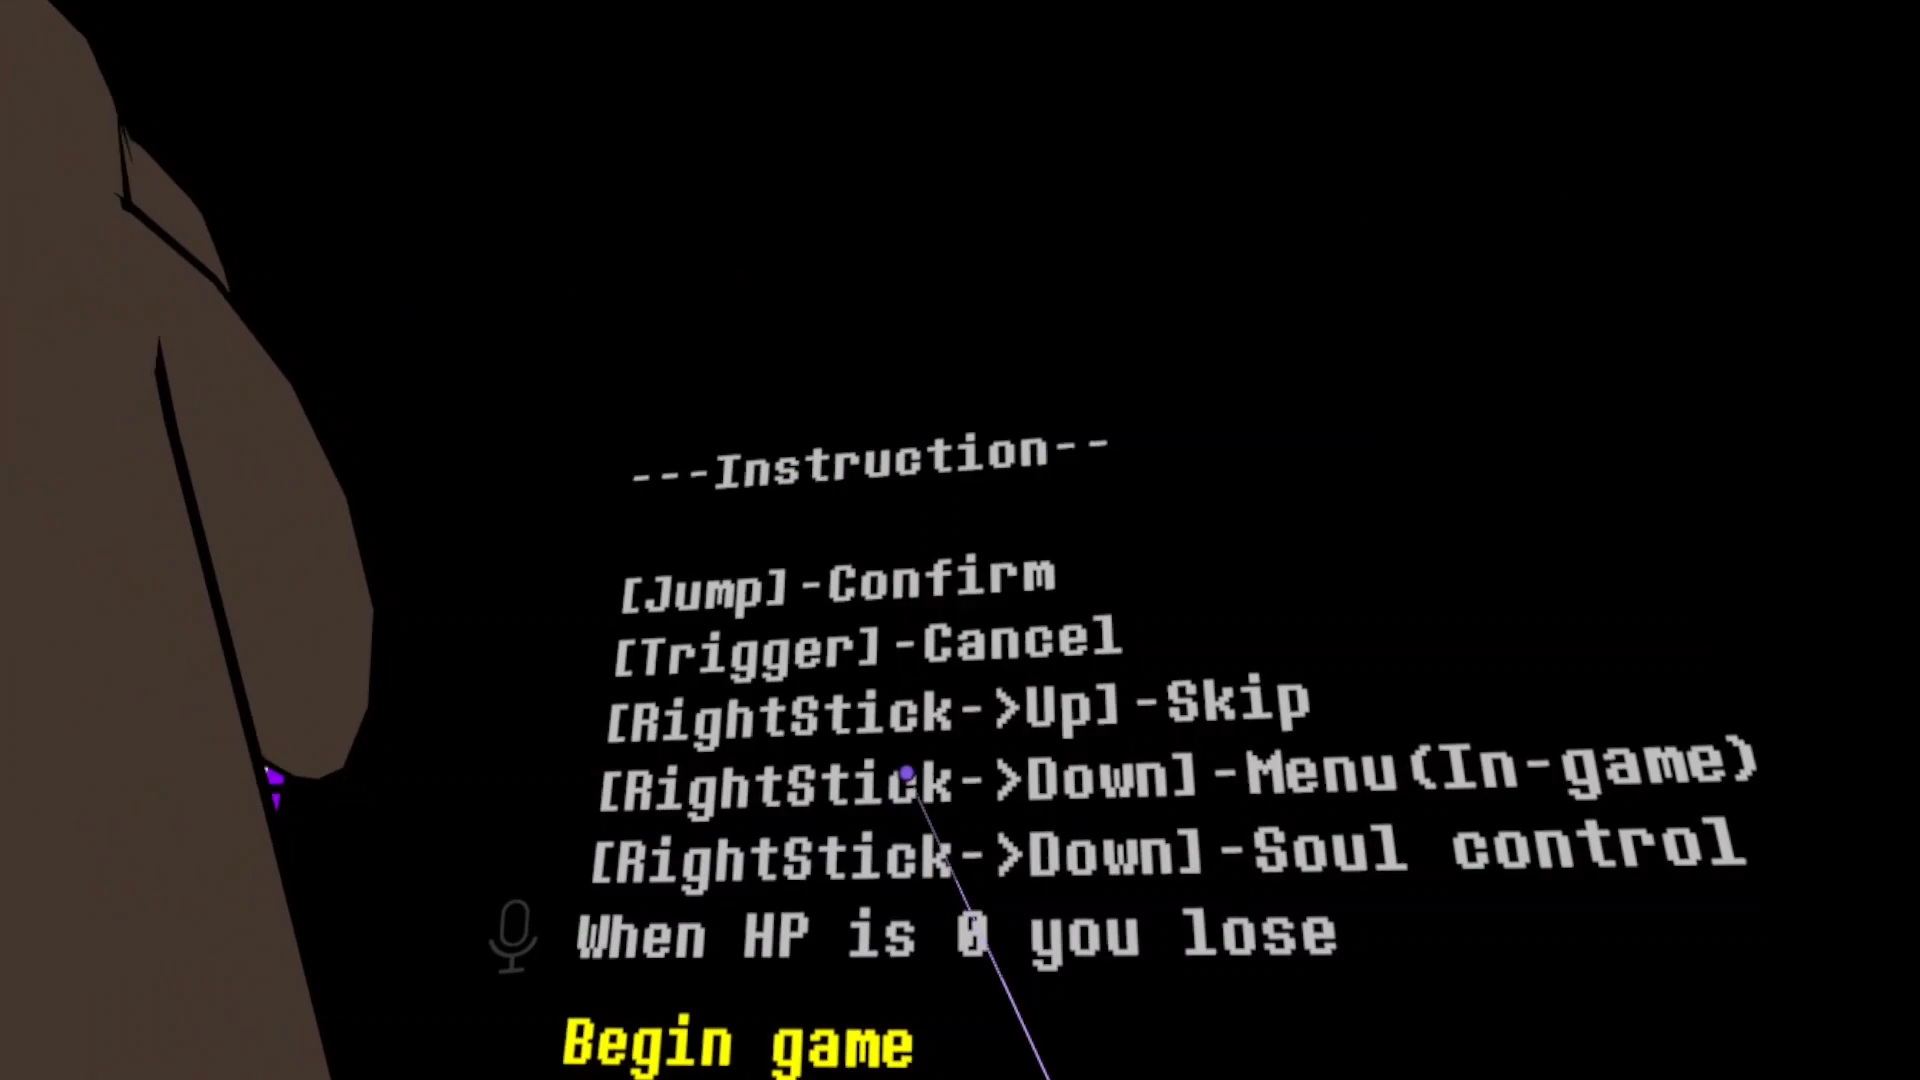 ---Instruction--
[Jump]-Confirm
[Trigger]-Cancel
[RightStick->Up]-Skip
[RightStick->Down]-Menu(In-game)
[RightStick->Down]-Soul control
When HP is 0 you lose
Begin game